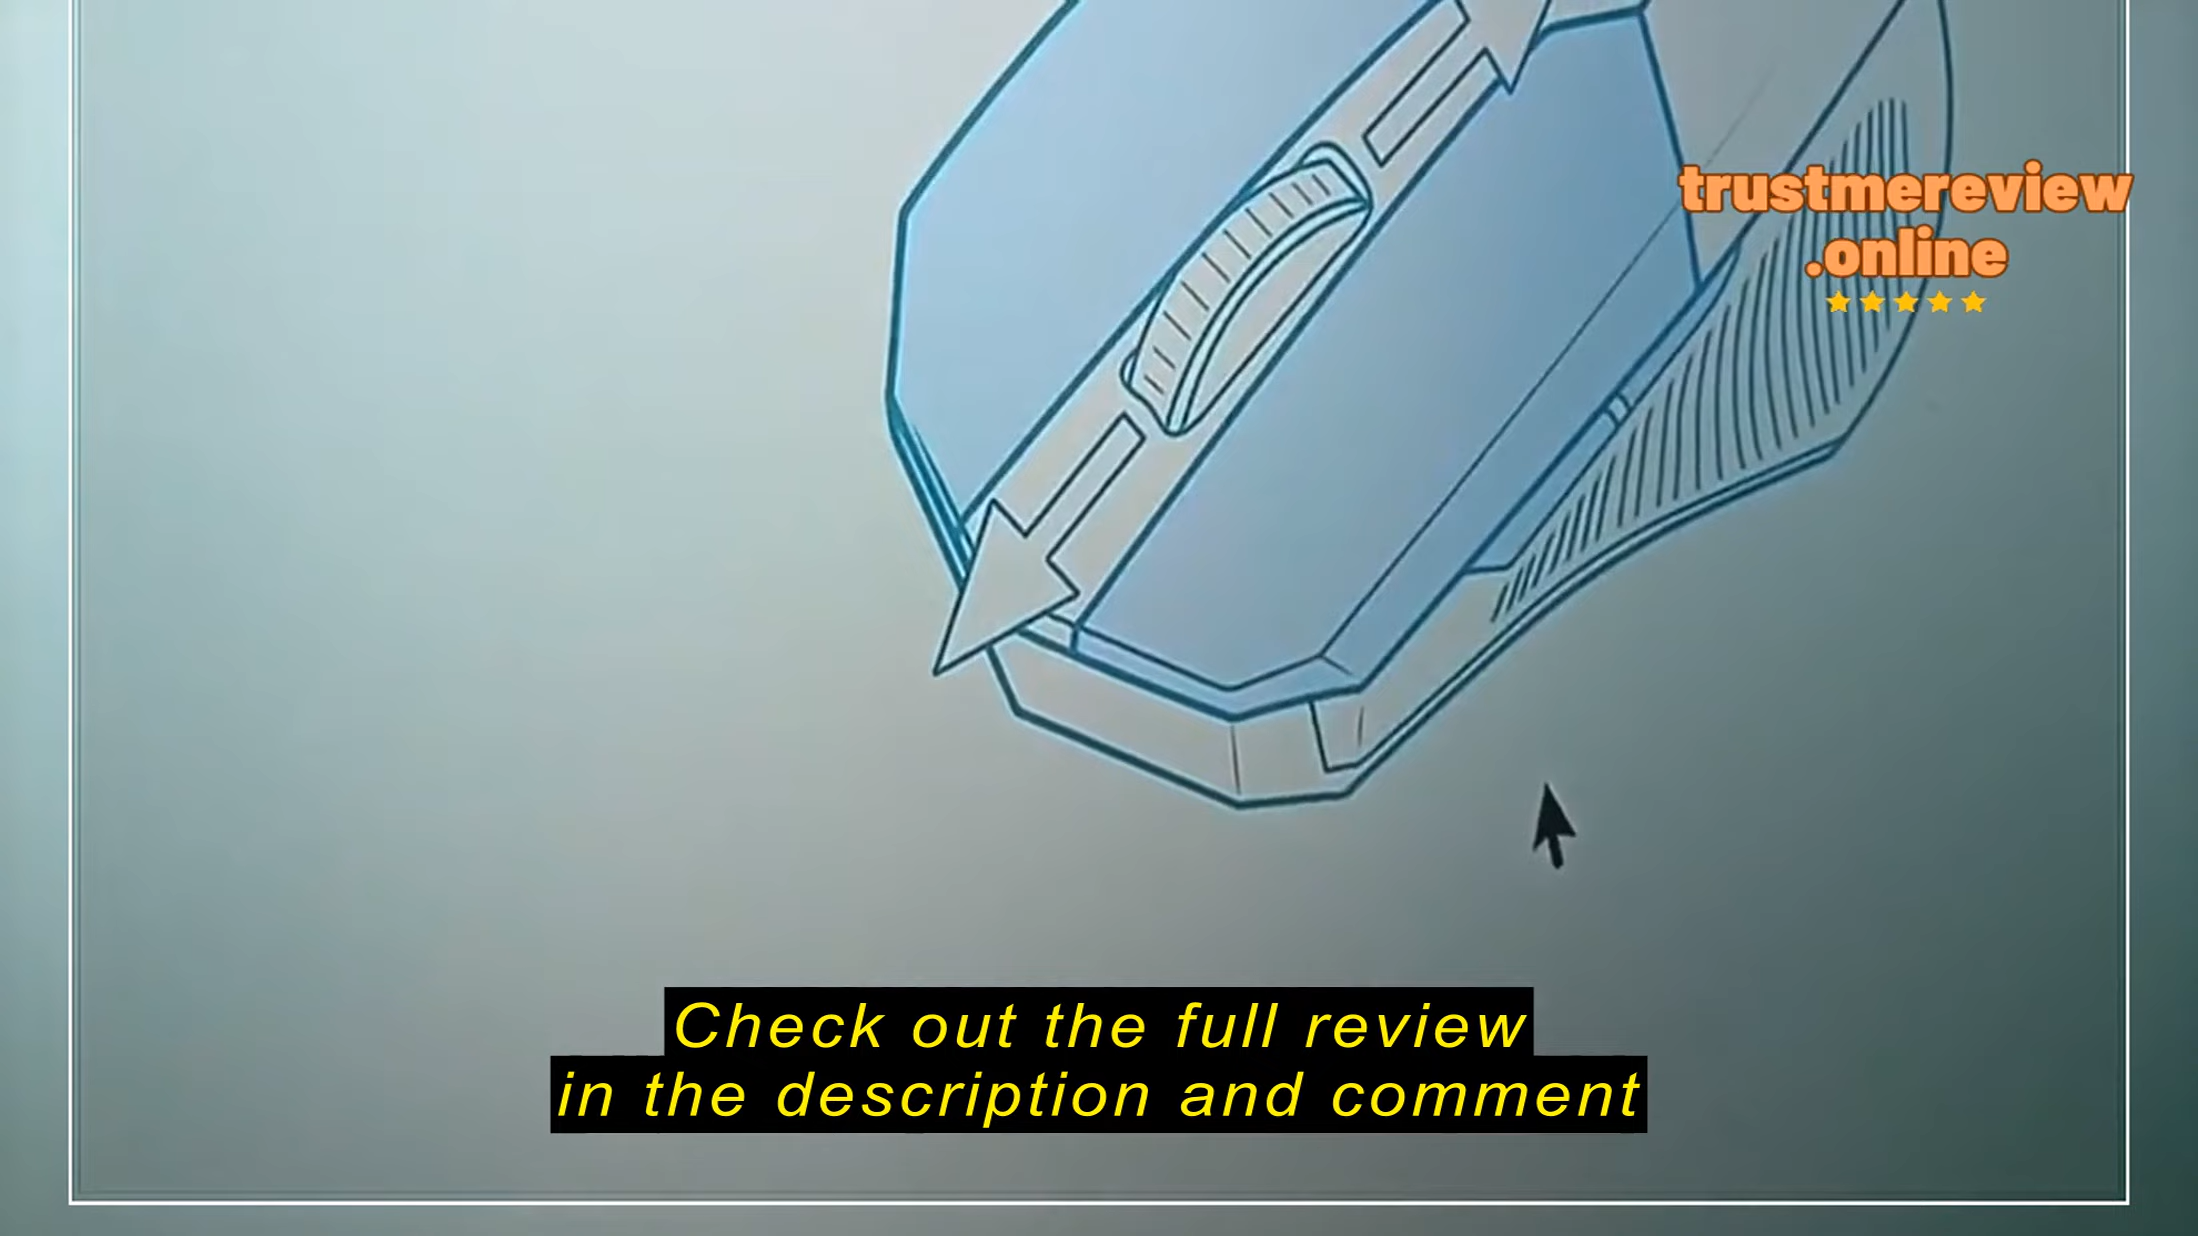 trustmereview
.online
Check out the full review
in the description and comment